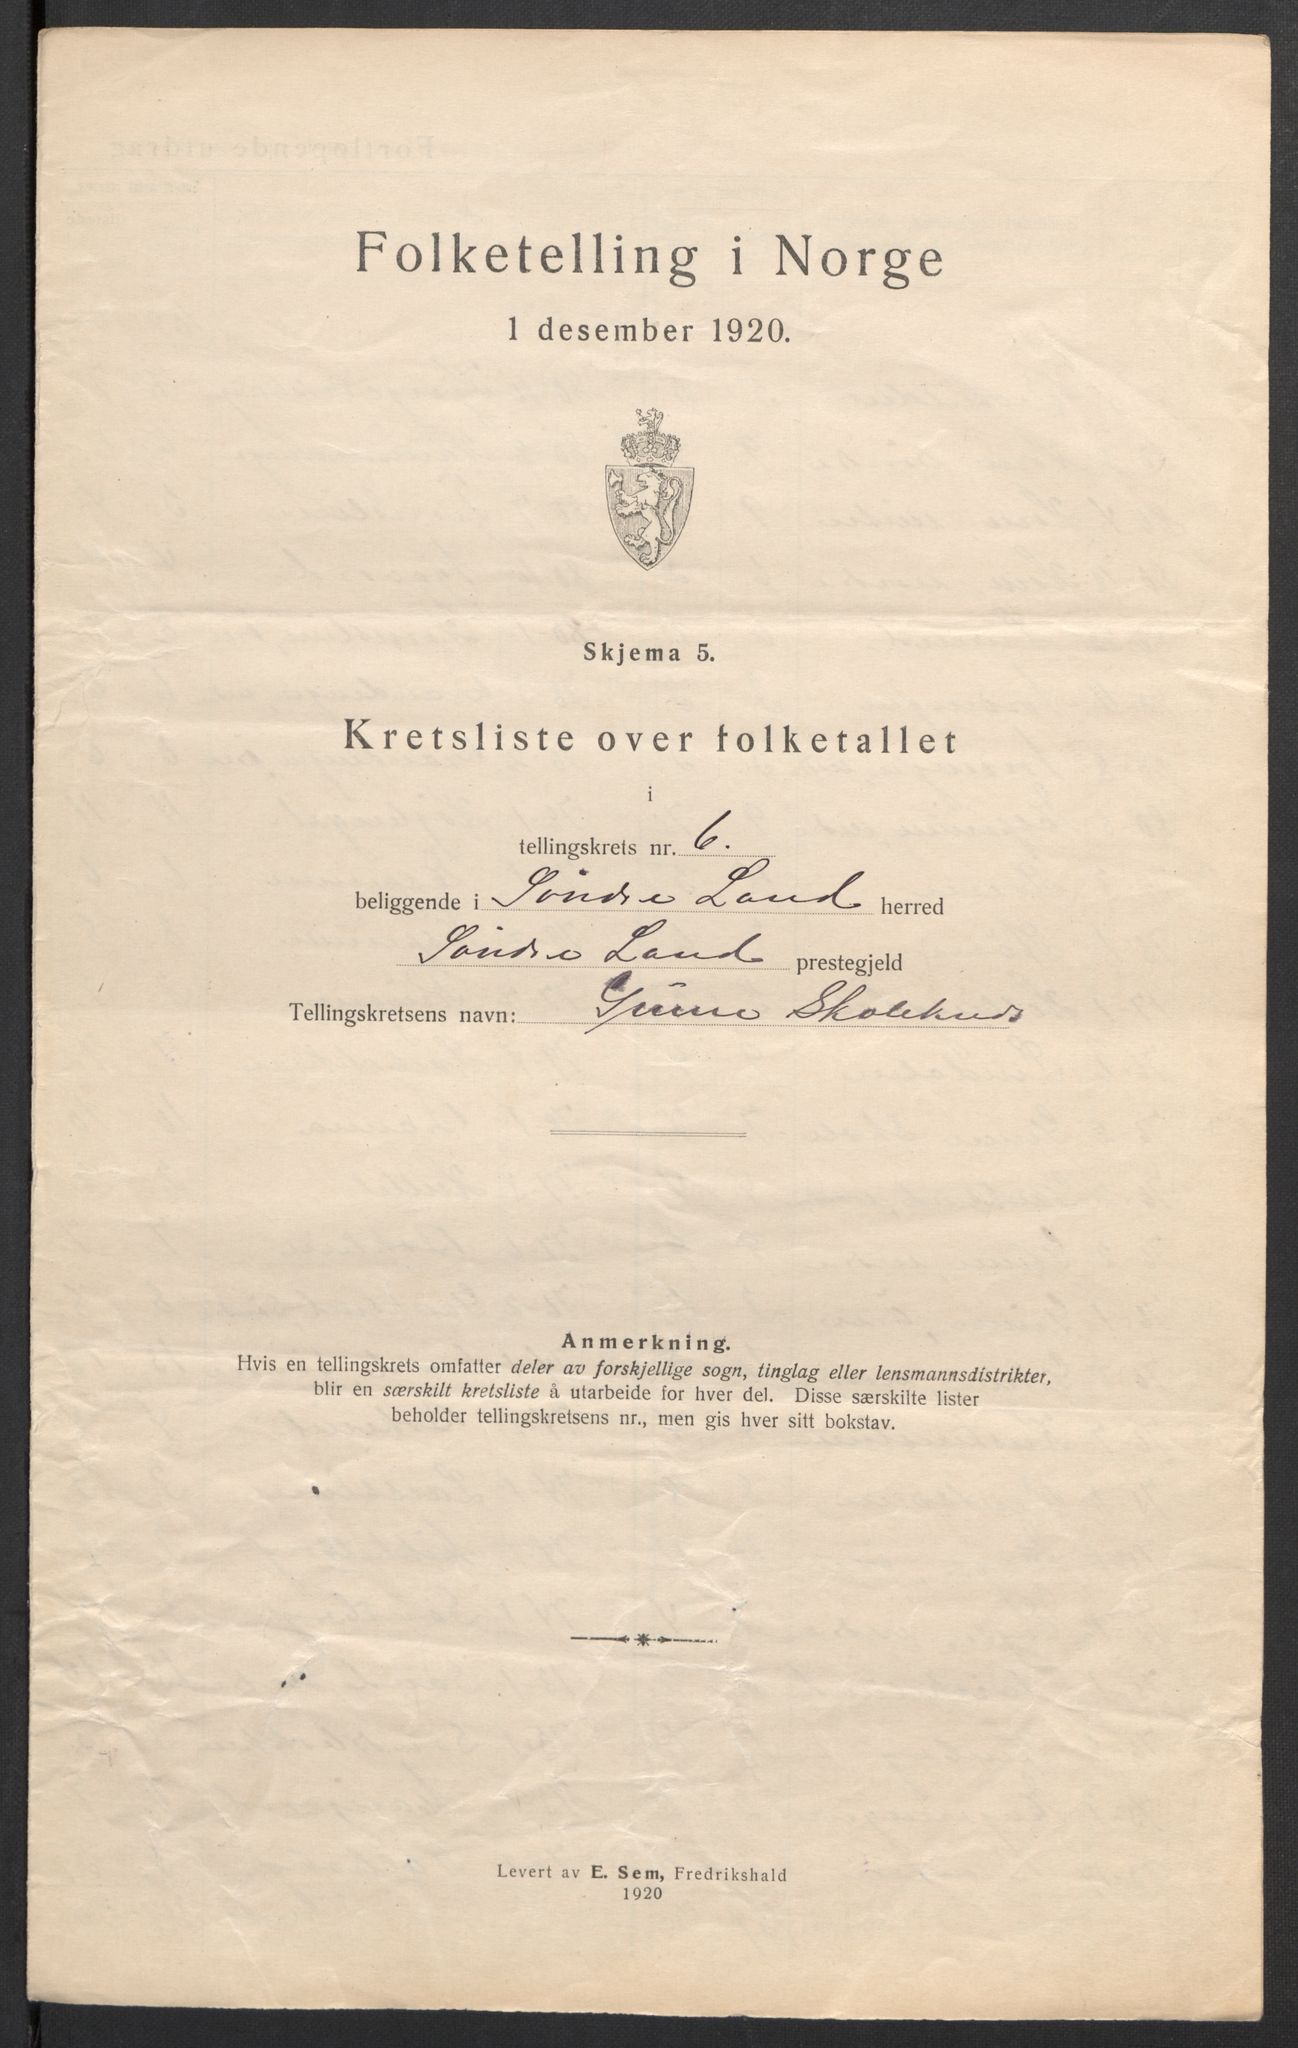 Folketelling i Norge
1 desember 1920.
Skjema 5.
Kretsliste over folketallet
i
tellingskrets nr. 6.
beliggende i Søndre Land herred
Søndre Land prestegjeld
Tellingskretsens navn: Grime Skolekreds
Anmerkning.
Hvis en tellingskrets omfatter deler av forskjellige sogn, tinglag eller lensmannsdistrikter,
blir en særskilt kretsliste å utarbeide for hver del. Disse særskilte lister
beholder tellingskretsens nr., men gis hver sitt bokstav.
Levert av E. Sem, Fredrikshald
1920